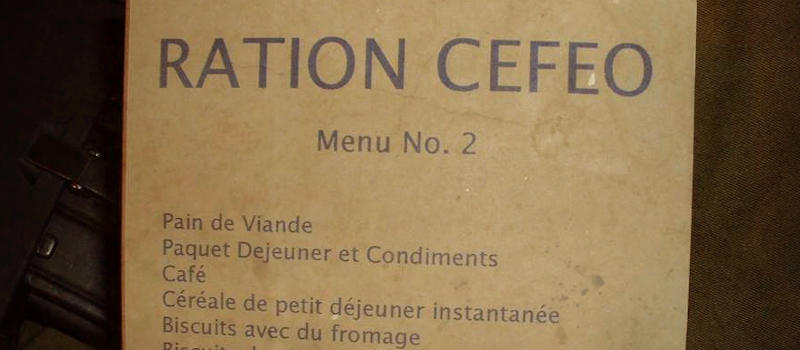 RATION CEFEO
Menu No. 2
Pain de Viande
Paquet Dejeuner et Condiments
Café
Céréale de petit déjeuner instantanée
Biscuits avec du fromage